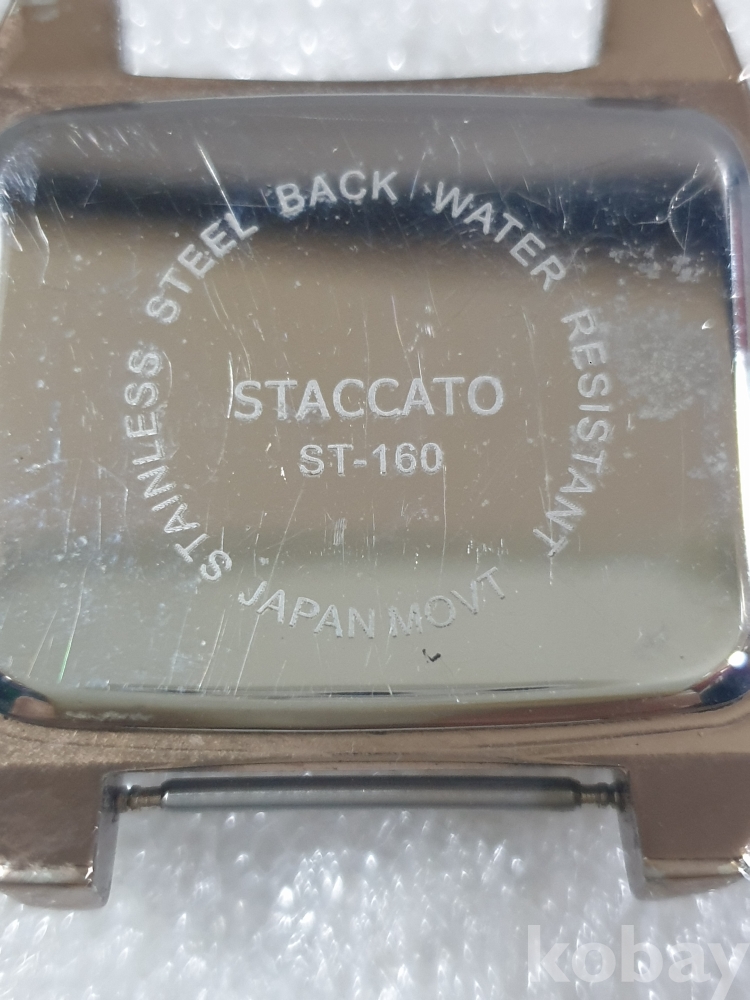 STAINLESS STEEL BACK WATER RESISTANT
STACCATO
ST-160
JAPAN MOVT
kobay